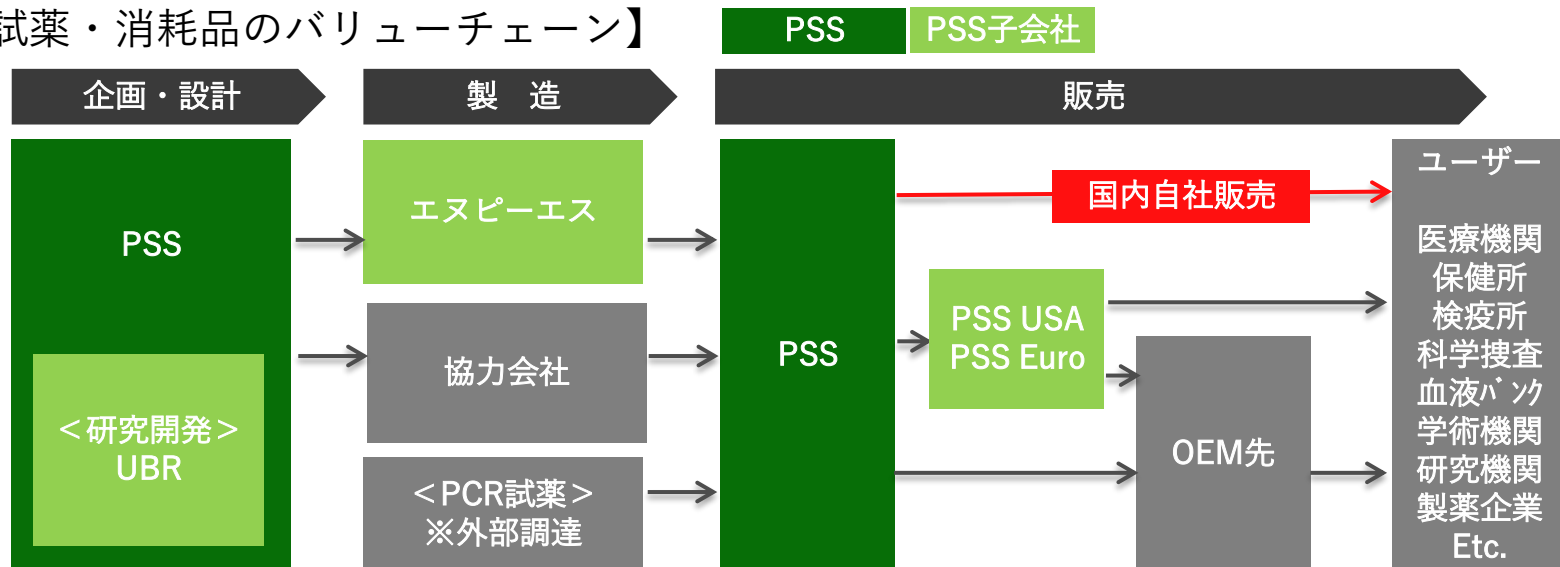 試薬・消耗品のバリューチェーン】
PSS
PSS子会社
企画・設計
製　造
販売
PSS
＜研究開発＞
UBR
エヌピーエス
協力会社
＜PCR試薬＞
※外部調達
PSS
国内自社販売
PSS USA
PSS Euro
OEM先
ユーザー
医療機関
保健所
検疫所
科学捜査
血液ﾊﾞﾝｸ
学術機関
研究機関
製薬企業
Etc.